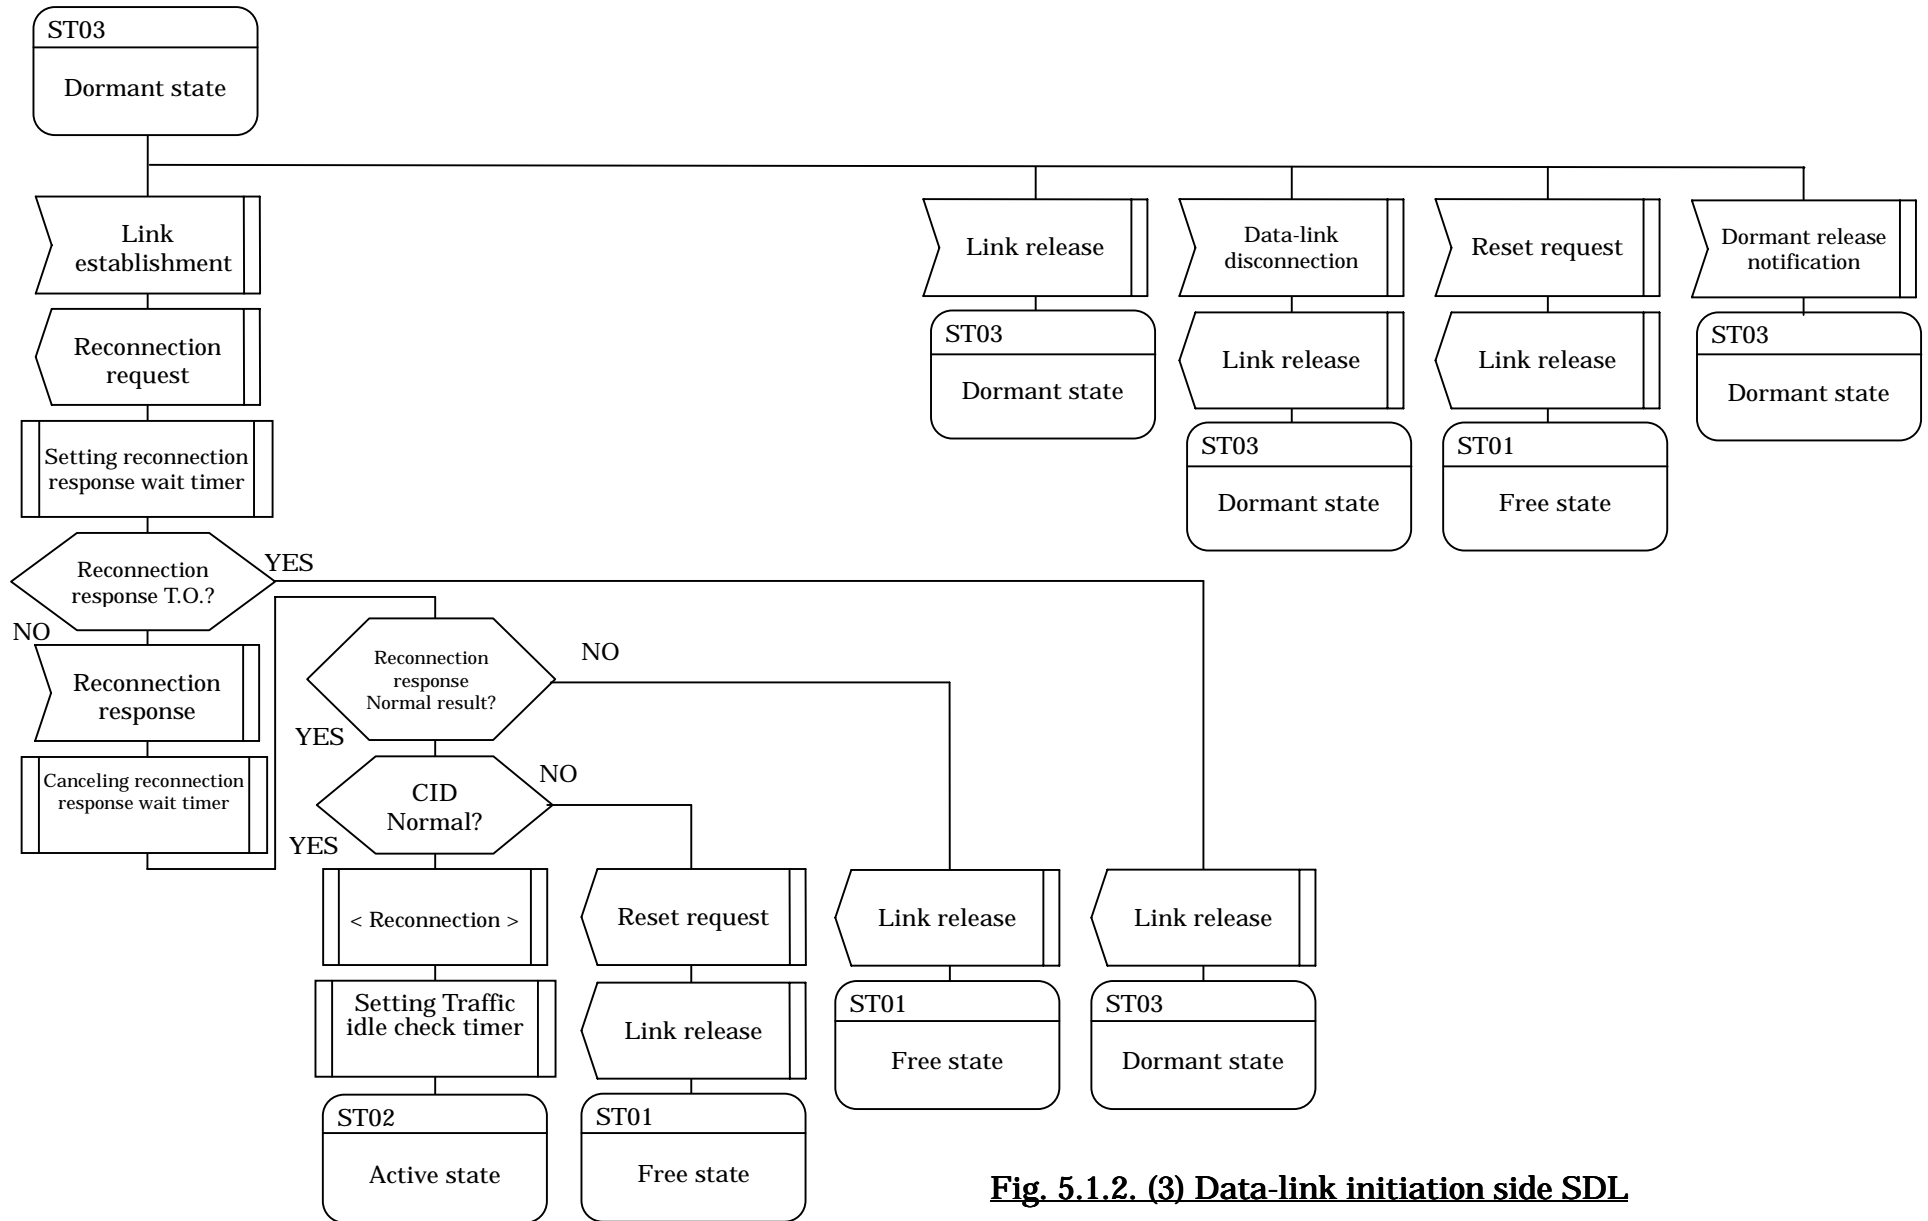 ST03
Dormant state
Link
establishment
Link release
Data-link
disconnection
Reset request
Dormant release
notification
Reconnection
request
ST03
Dormant state
Link release
Link release
ST03
Dormant state
Setting reconnection
response wait timer
ST03
Dormant state
ST01
Free state
Reconnection
response T.O.?
YES
NO
Reconnection
response
Canceling reconnection
response wait timer
Reconnection
response
Normal result?
NO
YES
CID
Normal?
NO
YES
< Reconnection >
Reset request
Link release
Link release
Setting Traffic
idle check timer
Link release
ST01
Free state
ST03
Dormant state
ST02
Active state
ST01
Free state
Fig. 5.1.2. (3) Data-link initiation side SDL